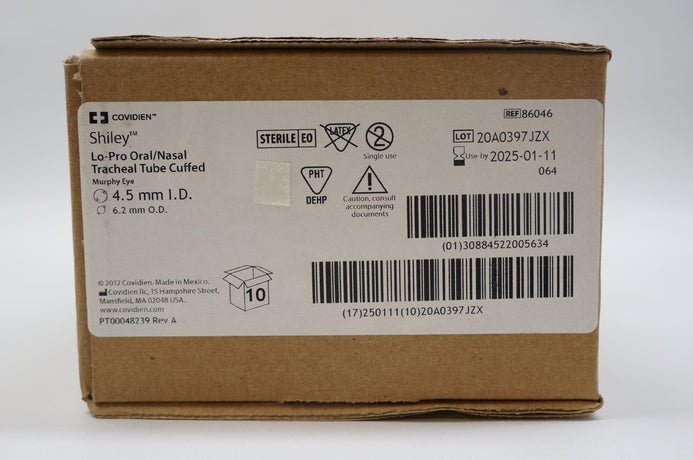 COVIDIEN™
Shiley™
Lo-Pro Oral/Nasal
Tracheal Tube Cuffed
Murphy Eye
4.5 mm I.D.
6.2 mm O.D.
STERILE EO
LATEX
2
Single use
PHT
DEHP
!
Caution, consult
accompanying
documents
REF 86046
LOT 20A0397JZX
Use by 2025-01-11
064
(01)30884522005634
(17)250111(10)20A0397JZX
10
© 2012 Covidien. Made in Mexico.
Covidien llc, 15 Hampshire Street,
Mansfield, MA 02048 USA.
www.covidien.com
PT00048239 Rev A